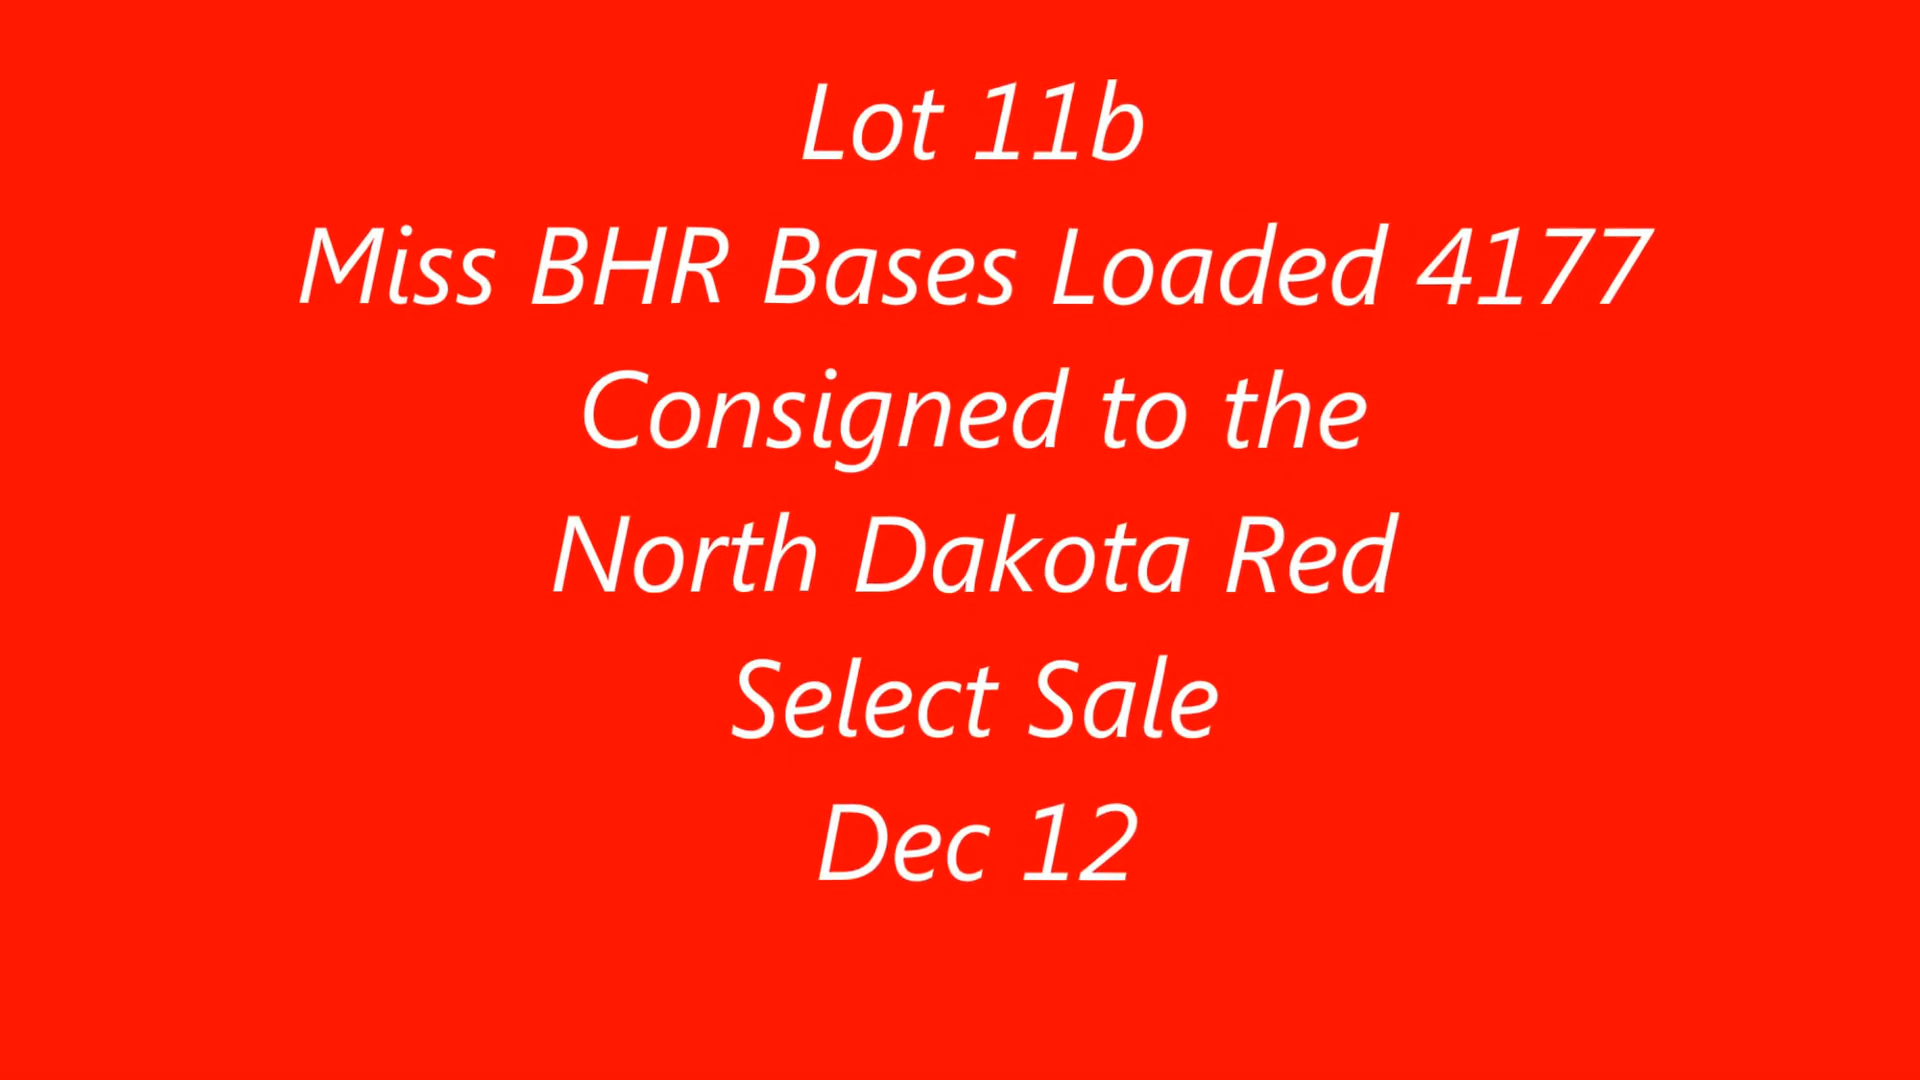 Lot 11b
Miss BHR Bases Loaded 4177
Consigned to the
North Dakota Red
Select Sale
Dec 12